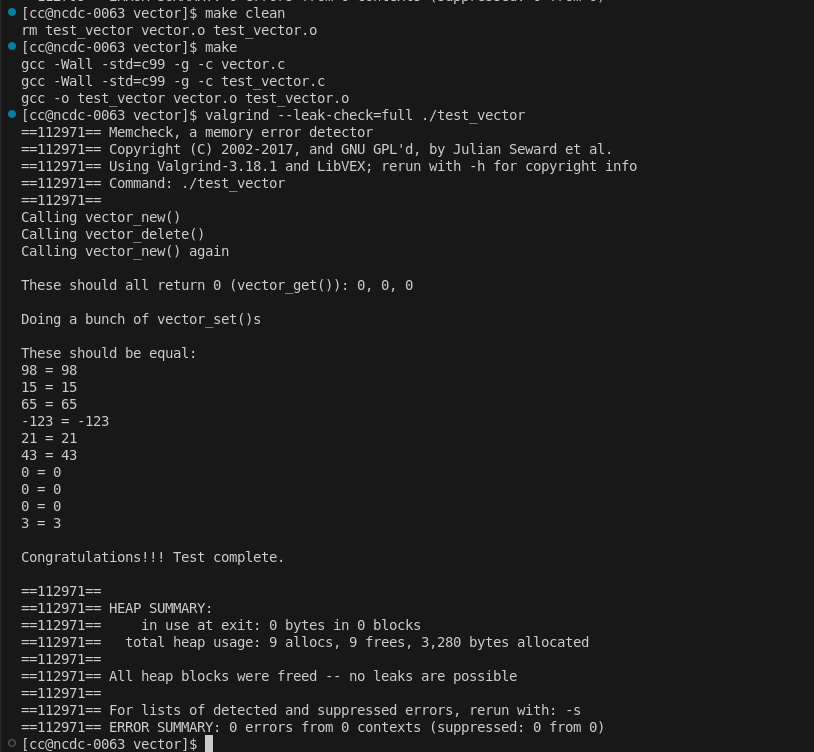 [cc@ncdc-0063 vector]$ make clean
rm test_vector vector.o test_vector.o
[cc@ncdc-0063 vector]$ make
gcc -Wall -std=c99 -g -c vector.c
gcc -Wall -std=c99 -g -c test_vector.c
gcc -o test_vector vector.o test_vector.o
[cc@ncdc-0063 vector]$ valgrind --leak-check=full ./test_vector
==112971== Memcheck, a memory error detector
==112971== Copyright (C) 2002-2017, and GNU GPL'd, by Julian Seward et al.
==112971== Using Valgrind-3.18.1 and LibVEX; rerun with -h for copyright info
==112971== Command: ./test_vector
==112971==
Calling vector_new()
Calling vector_delete()
Calling vector_new() again

These should all return 0 (vector_get()): 0, 0, 0

Doing a bunch of vector_set()s

These should be equal:
98 = 98
15 = 15
65 = 65
-123 = -123
21 = 21
43 = 43
0 = 0
0 = 0
0 = 0
3 = 3

Congratulations!!! Test complete.

==112971==
==112971== HEAP SUMMARY:
==112971==     in use at exit: 0 bytes in 0 blocks
==112971==   total heap usage: 9 allocs, 9 frees, 3,280 bytes allocated
==112971==
==112971== All heap blocks were freed -- no leaks are possible
==112971==
==112971== For lists of detected and suppressed errors, rerun with: -s
==112971== ERROR SUMMARY: 0 errors from 0 contexts (suppressed: 0 from 0)
[cc@ncdc-0063 vector]$